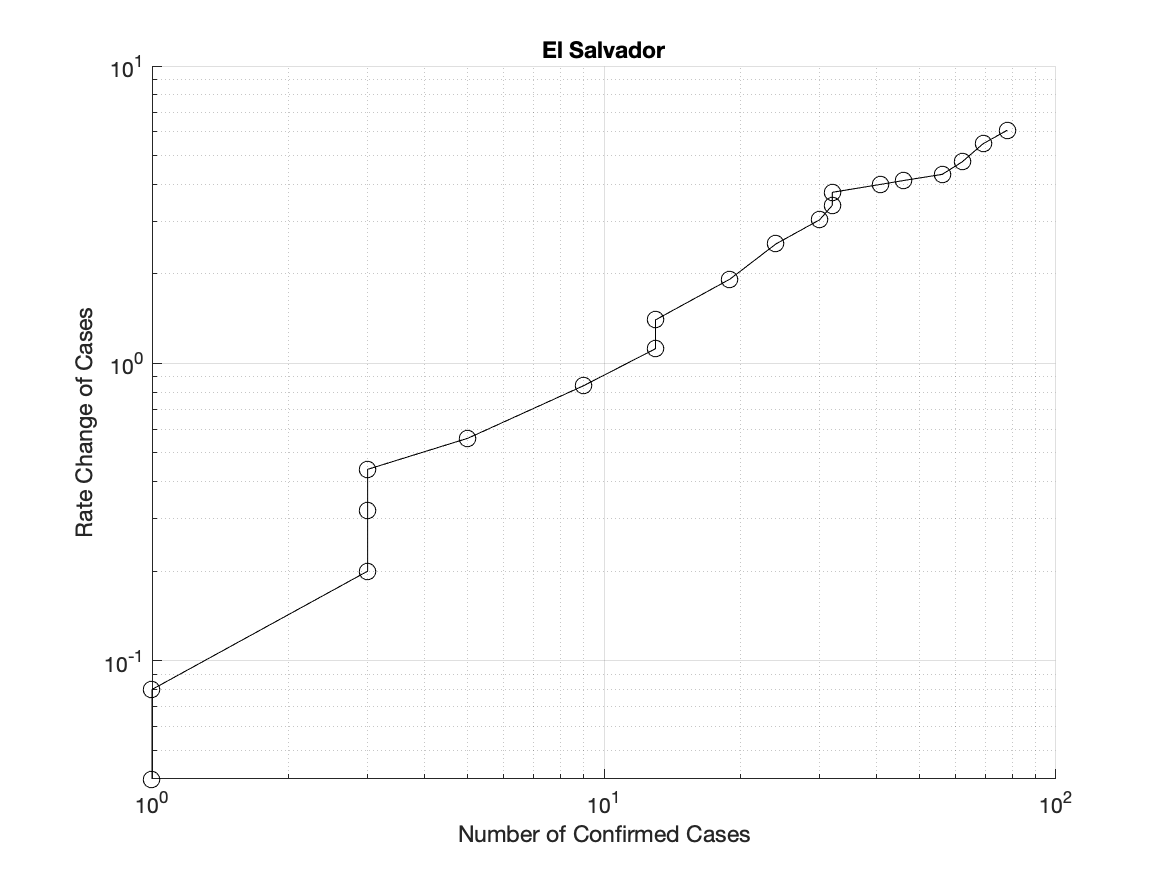 El Salvador
10^1
10^0
10^-1
Rate Change of Cases
10^0 10^1 10^2
Number of Confirmed Cases